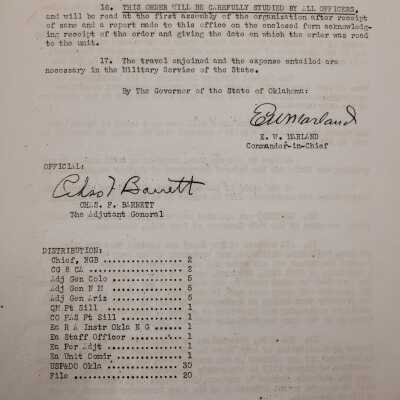 16. THIS ORDER WILL BE CAREFULLY STUDIED BY ALL OFFICERS,
and will be read at the first assembly of the organization after receipt
of same and a report made to this office on the enclosed form acknowledg-
ing receipt of the order and giving the date on which the order was read
to the unit.
17. The travel enjoined and the expense entailed are
necessary in the Military Service of the State.
By The Governor of the State of Oklahoma:
E W Marland
E. W. MARLAND
Commander-in-Chief
OFFICIAL:
Chas F Barrett
CHAS. F. BARRETT
The Adjutant General
DISTRIBUTION:
Chief, NGB .................. 2
CG 8 CA ..................... 2
Adj Gen Colo ................ 5
Adj Gen N M ................. 5
Adj Gen Ariz ................ 5
QM Pt Sill .................. 1
CO FAS Pt Sill .............. 1
Ea R A Instr Okla N G ....... 1
Ea Staff Officer ............ 1
Ea Per Adjt ................. 1
Ea Unit Comdr ............... 1
USP&DO Okla ................. 30
File ........................ 20